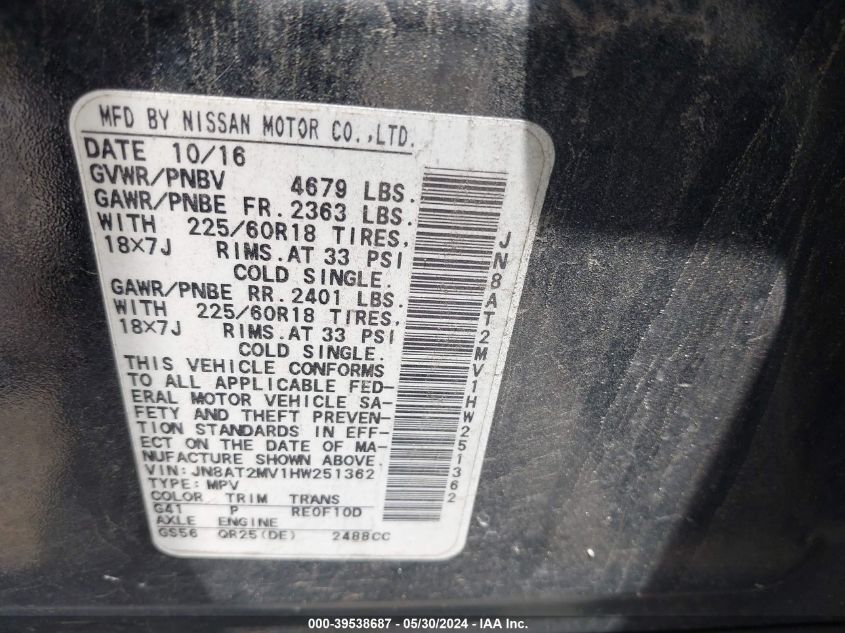 MFD BY NISSAN MOTOR CO.,LTD.
DATE 10/16
GVWR/PNBV 4679 LBS.
GAWR/PNBE FR. 2363 LBS.
WITH 225/60R18 TIRES,
18X7J RIMS.AT 33 PSI
COLD SINGLE.
GAWR/PNBE RR. 2401 LBS.
WITH 225/60R18 TIRES,
18X7J RIMS.AT 33 PSI
COLD SINGLE.
THIS VEHICLE CONFORMS
TO ALL APPLICABLE FED-
ERAL MOTOR VEHICLE SA-
FETY AND THEFT PREVEN-
TION STANDARDS IN EFF-
ECT ON THE DATE OF MA-
NUFACTURE SHOWN ABOVE.
VIN:JN8AT2MV1HW251362
TYPE: MPV
COLOR TRIM TRANS
G41 P RE0F10D
AXLE ENGINE
GS56 QR25(DE) 2488CC
JN8AT2MV1HW251362
000-39538687 - 05/30/2024 - IAA Inc.